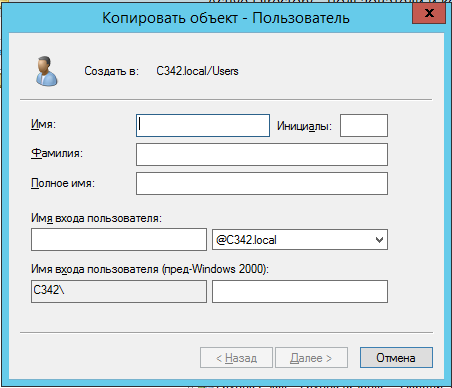 Копировать объект - Пользователь
x
Создать в: C342.local/Users
Имя:
Инициалы:
Фамилия:
Полное имя:
Имя входа пользователя:
@C342.local
Имя входа пользователя (пред-Windows 2000):
C342\
< Назад Далее > Отмена